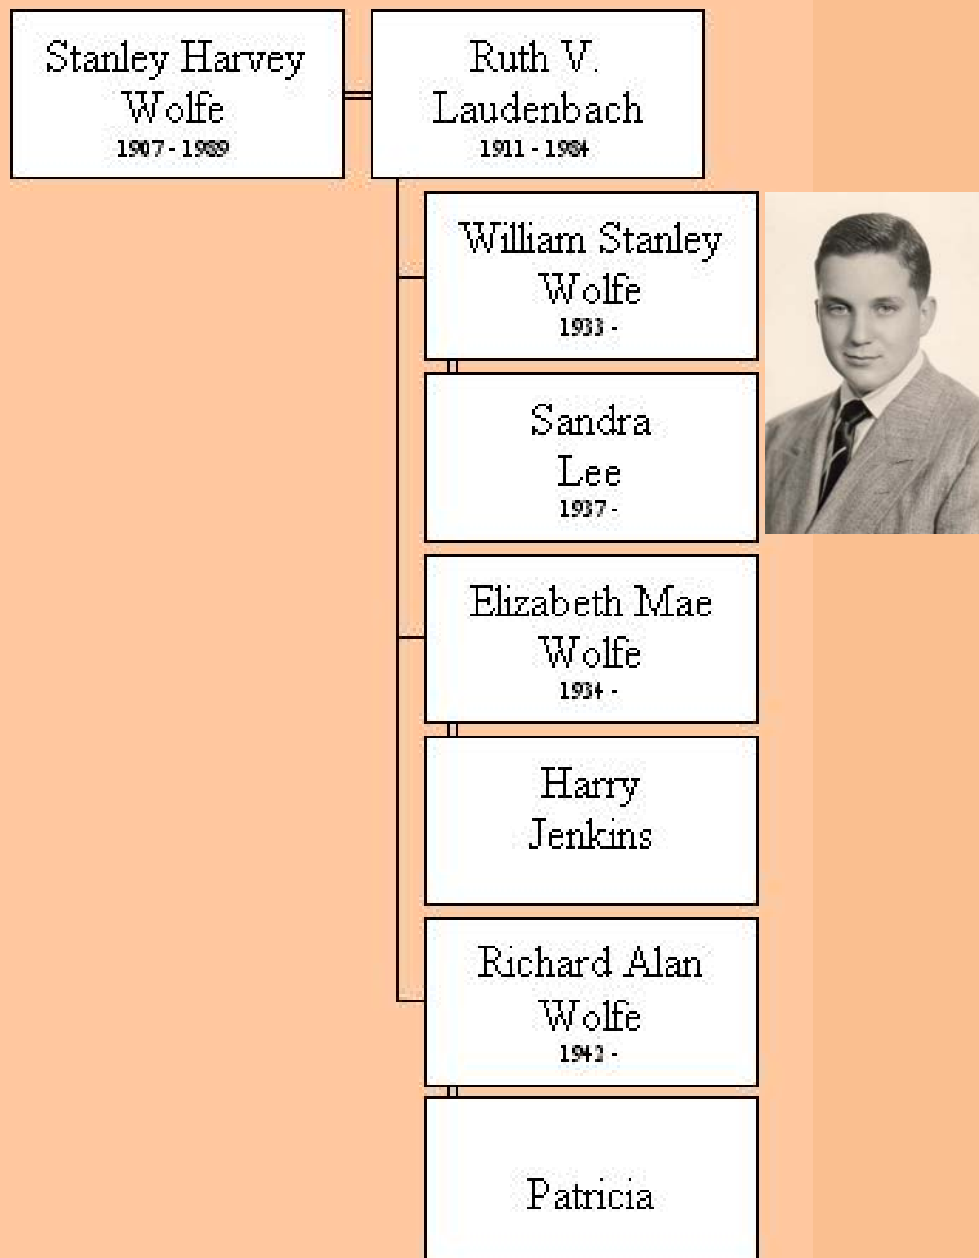 Stanley Harvey
Wolfe
1907 - 1989
Ruth V.
Laudenbach
1911 - 1984
William Stanley
Wolfe
1933 -
Sandra
Lee
1937 -
Elizabeth Mae
Wolfe
1934 -
Harry
Jenkins
Richard Alan
Wolfe
1943 -
Patricia